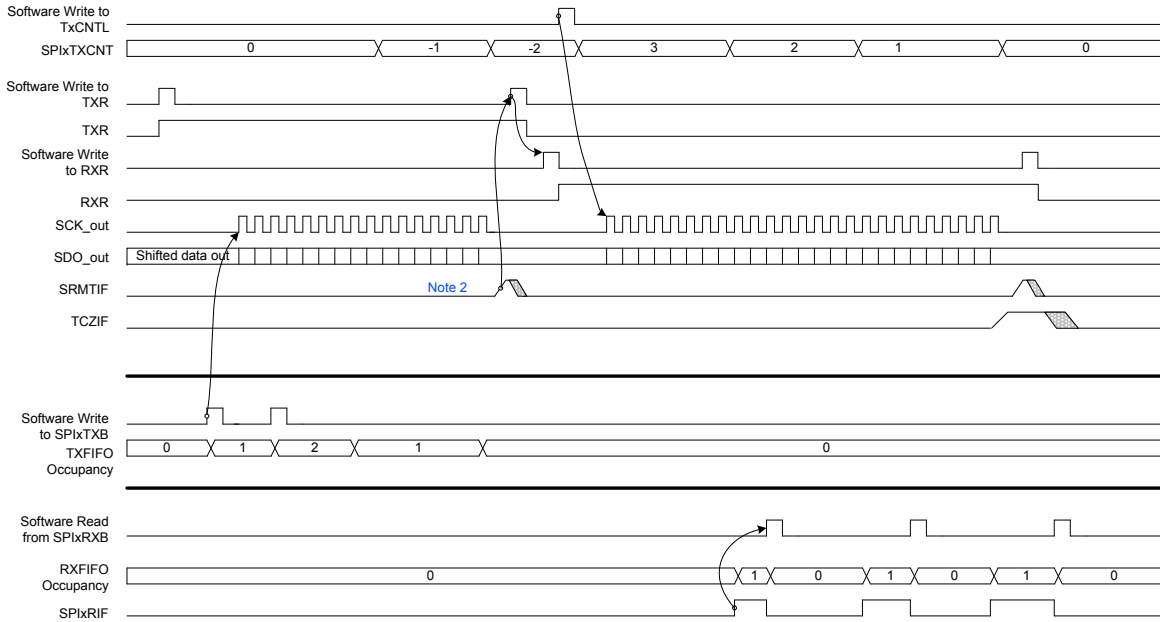 Software Write to
TxCNTL
SPIxTXCNT 0 -1 -2 3 2 1 0
Software Write to
TXR
TXR
Software Write
to RXR
RXR
SCK_out
SDO_out Shifted data out
SRMTIF Note 2
TCZIF
Software Write
to SPIxTXB
TXFIFO 0 1 2 1 0
Occupancy
Software Read
from SPIxRXB
RXFIFO 0 1 0 1 0 1 0
Occupancy
SPIxRIF